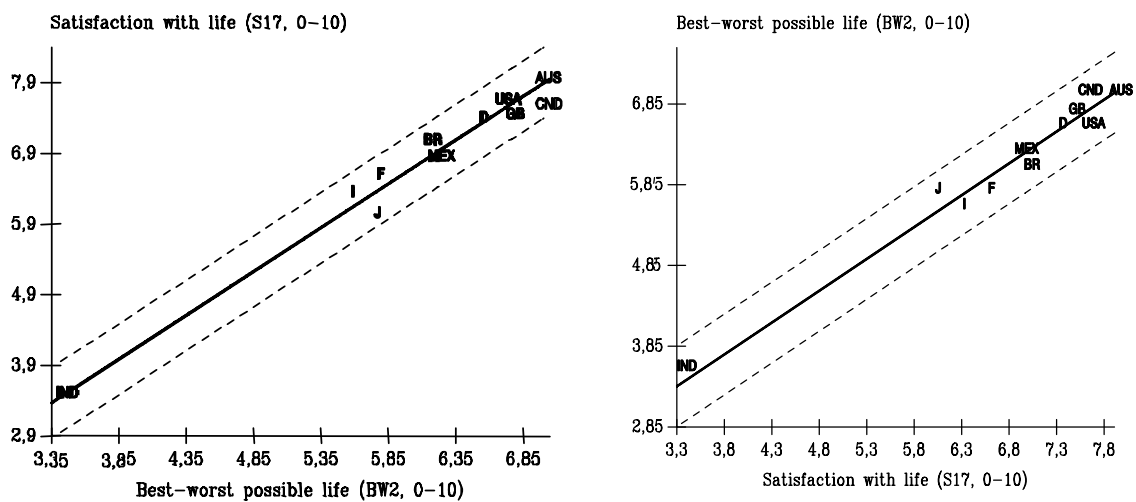 Satisfaction with life (S17, 0-10)
7,9
6,9
5,9
4,9
3,9
2,9
AUS
USA
CND
D
GB
BR
MEX
F
I
J
IND
3,35
3,85
4,35
4,85
5,35
5,85
6,35
6,85
Best-worst possible life (BW2, 0-10)
Best-worst possible life (BW2, 0-10)
6,85
5,85
4,85
3,85
2,85
CND
AUS
GB
D
USA
MEX
BR
J
F
I
IND
3,3
3,8
4,3
4,8
5,3
5,8
6,3
6,8
7,3
7,8
Satisfaction with life (S17, 0-10)